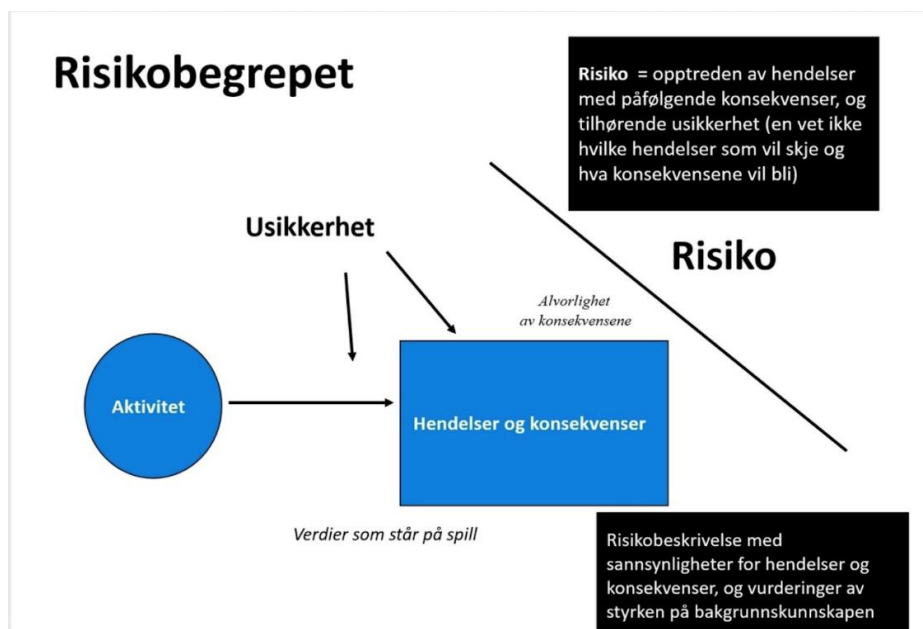 Risikobegrepet
Risiko = opptreden av hendelser
med påfølgende konsekvenser, og
tilhørende usikkerhet (en vet ikke
hvilke hendelser som vil skje og
hva konsekvensene vil bli)
Usikkerhet
Risiko
Alvorlighet
av konsekvensene
Aktivitet
Hendelser og konsekvenser
Verdier som står på spill
Risikobeskrivelse med
sannsynligheter for hendelser og
konsekvenser, og vurderinger av
styrken på bakgrunnskunnskapen